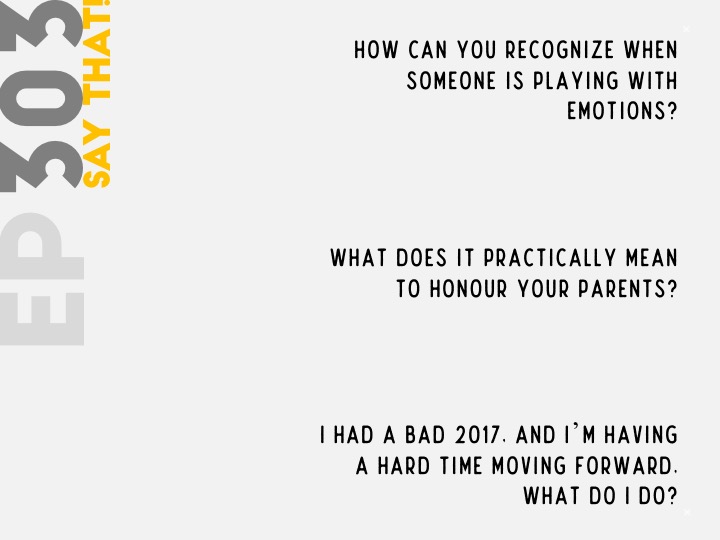 EP 303
SAY THAT!
HOW CAN YOU RECOGNIZE WHEN
SOMEONE IS PLAYING WITH
EMOTIONS?
WHAT DOES IT PRACTICALLY MEAN
TO HONOUR YOUR PARENTS?
I HAD A BAD 2017, AND I'M HAVING
A HARD TIME MOVING FORWARD.
WHAT DO I DO?